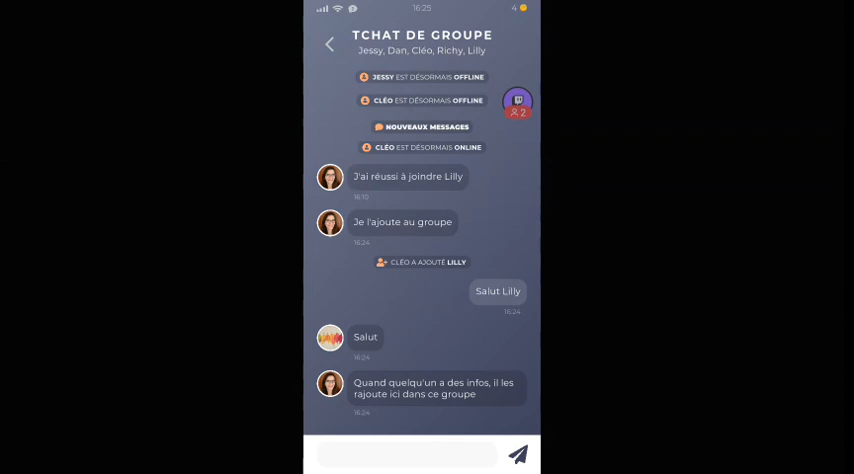 16:25
4
TCHAT DE GROUPE
Jessy, Dan, Cléo, Richy, Lilly
JESSY EST DÉSORMAIS OFFLINE
CLÉO EST DÉSORMAIS OFFLINE
2
NOUVEAUX MESSAGES
CLÉO EST DÉSORMAIS ONLINE
J'ai réussi à joindre Lilly
16:10
Je l'ajoute au groupe
16:24
CLÉO A AJOUTÉ LILLY
Salut Lilly
16:24
Salut
16:24
Quand quelqu'un a des infos, il les
rajoute ici dans ce groupe
16:24